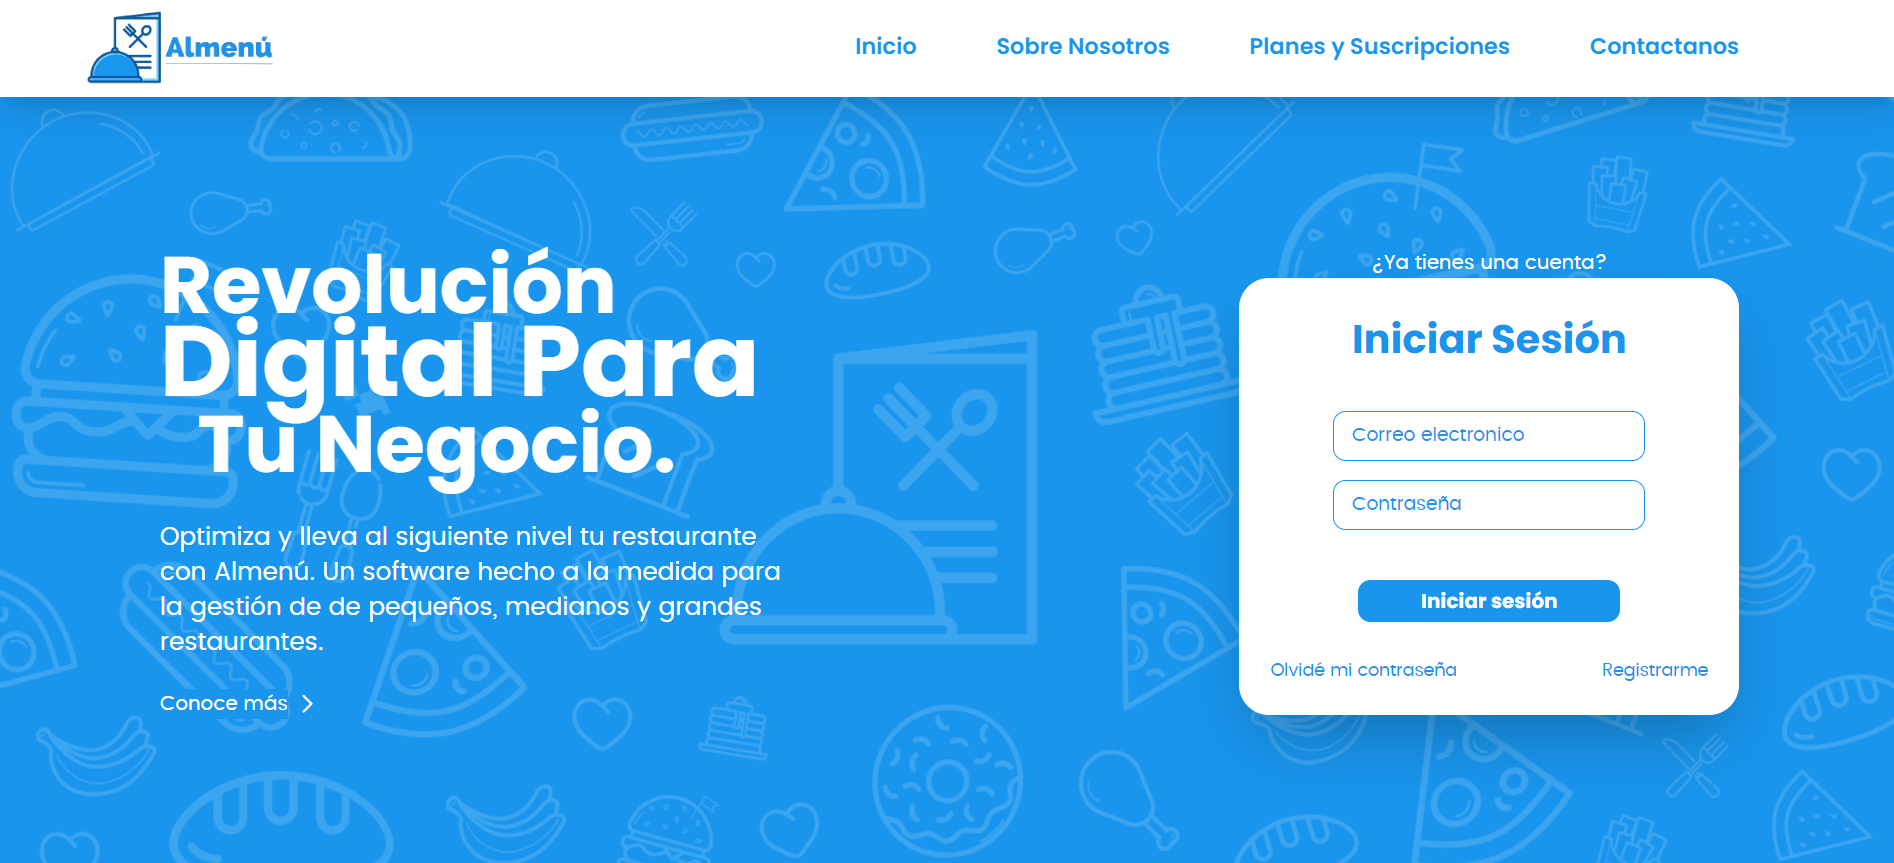 Almenú
Inicio
Sobre Nosotros
Planes y Suscripciones
Contactanos
Revolución
Digital Para
Tu Negocio.
Optimiza y lleva al siguiente nivel tu restaurante
con Almenú. Un software hecho a la medida para
la gestión de de pequeños, medianos y grandes
restaurantes.
Conoce más
¿Ya tienes una cuenta?
Iniciar Sesión
Correo electronico
Contraseña
Iniciar sesión
Olvidé mi contraseña
Registrarme